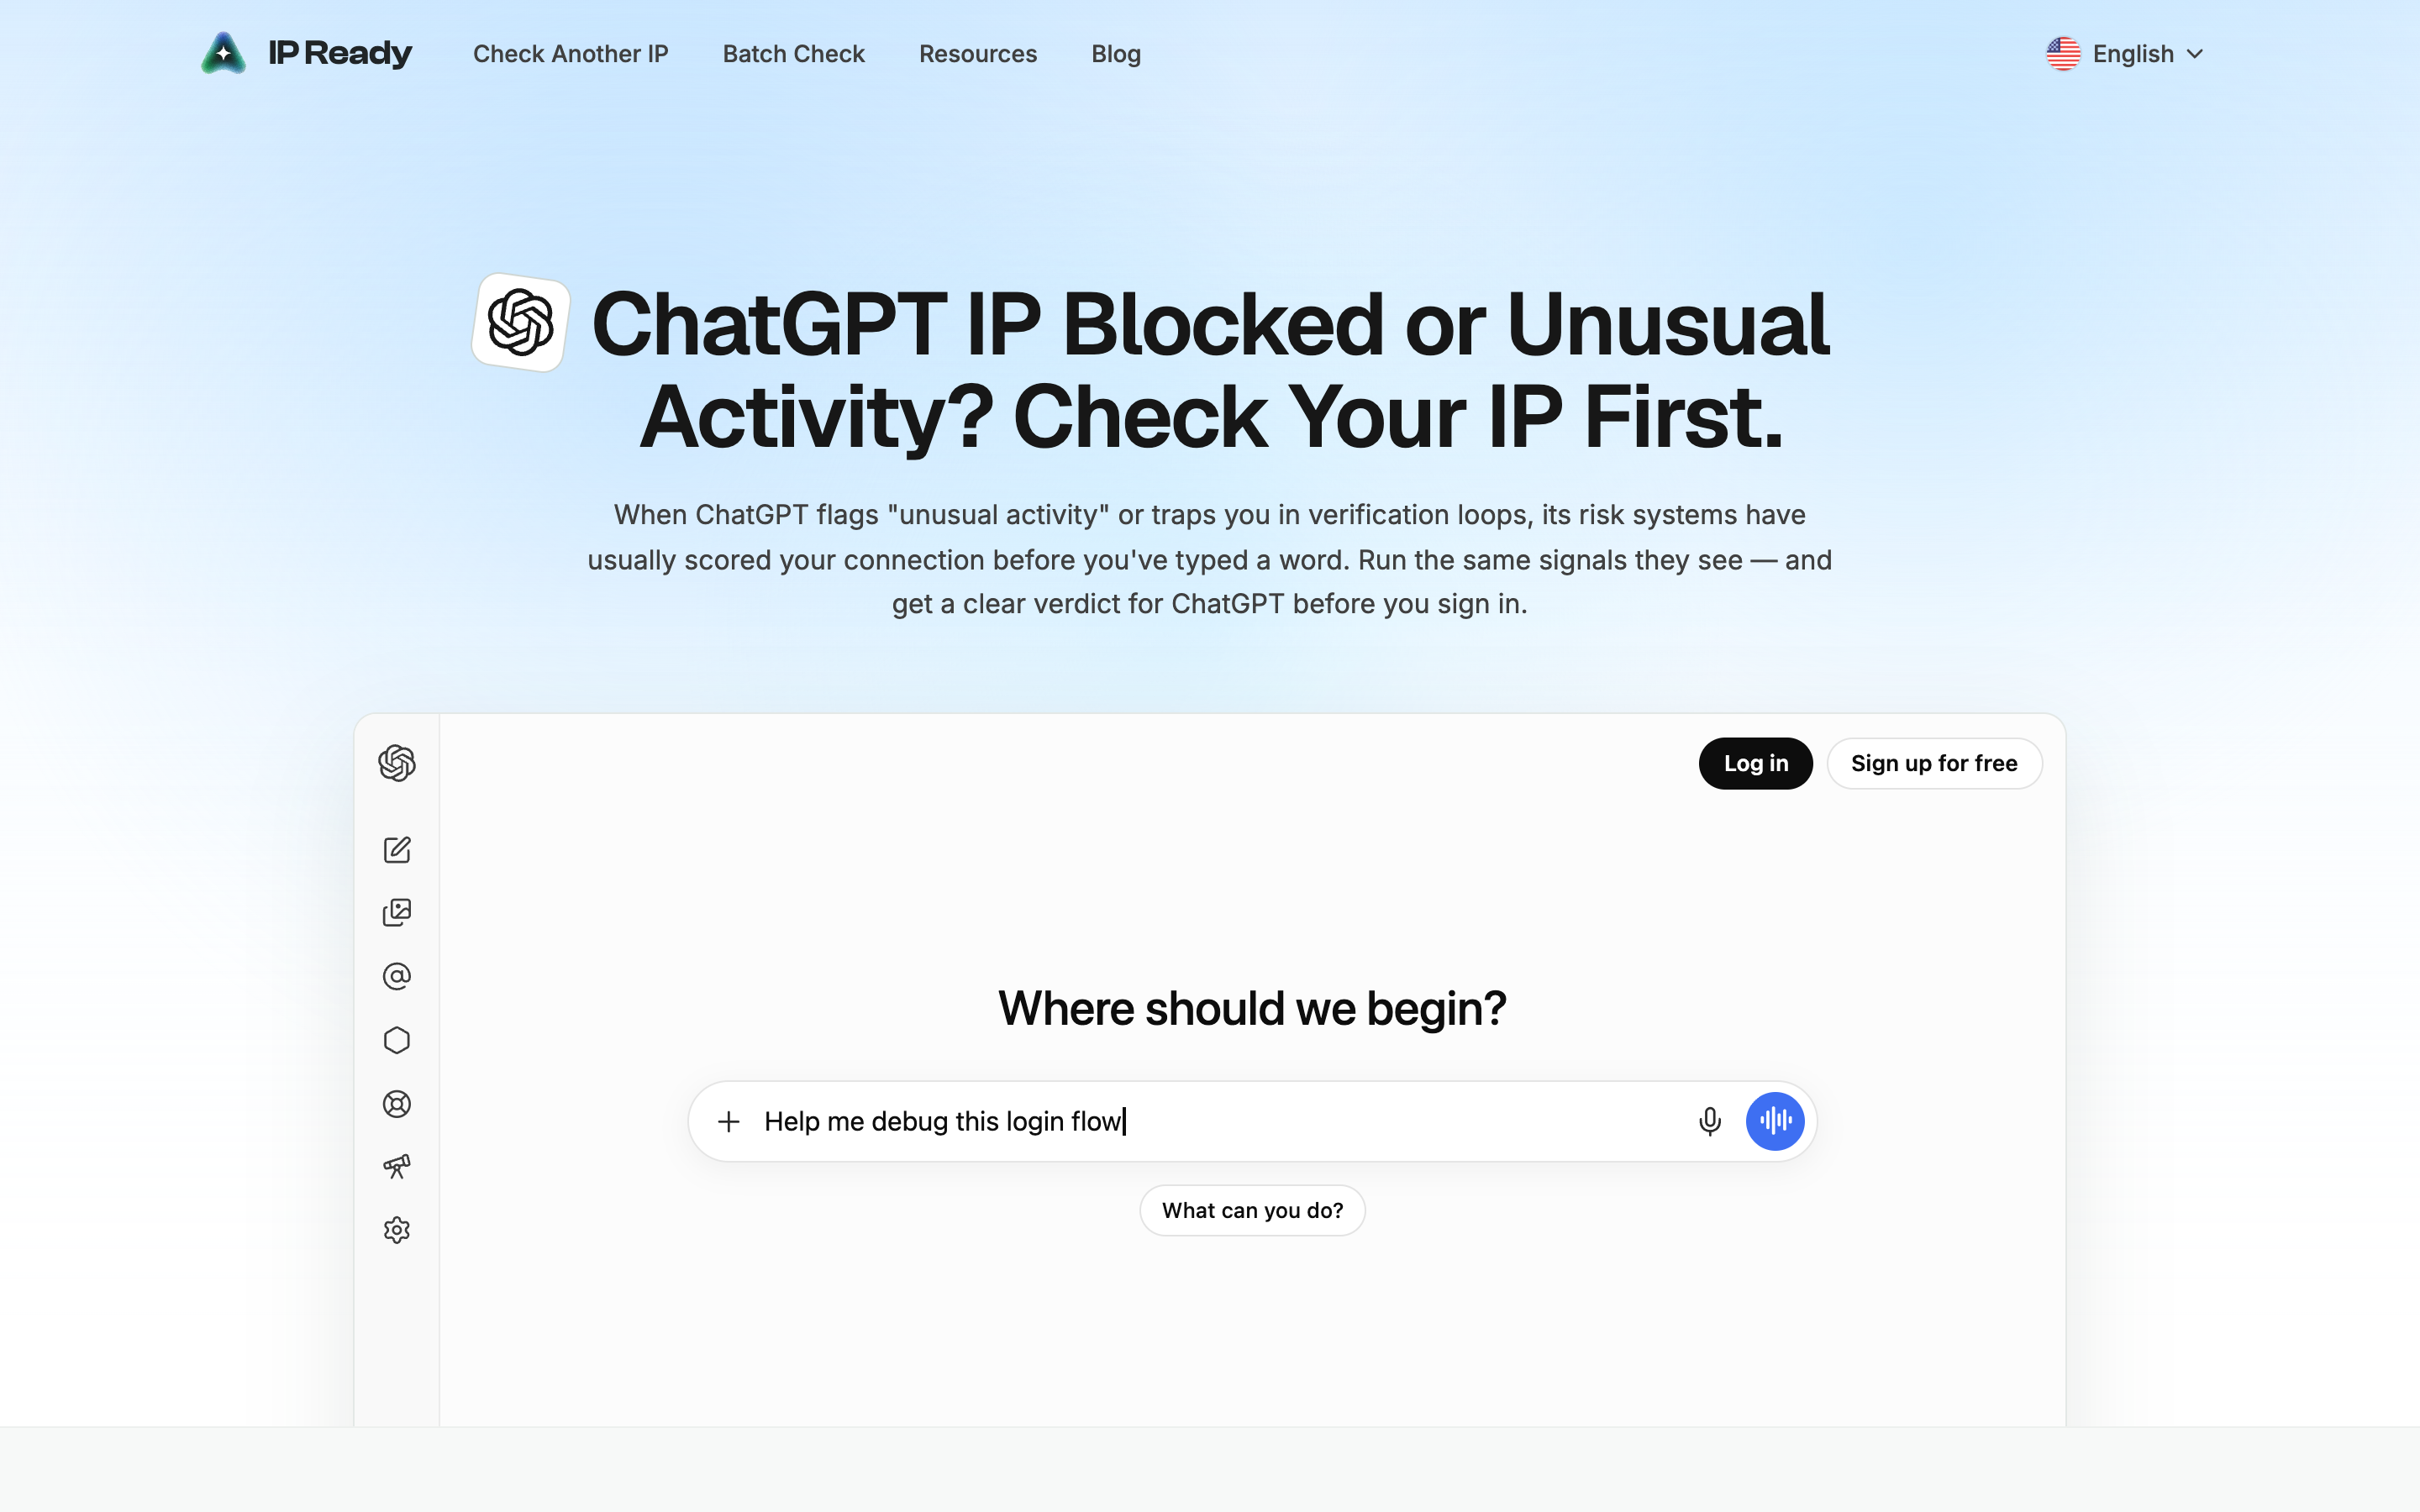 IP Ready
Check Another IP
Batch Check
Resources
Blog
English
ChatGPT IP Blocked or Unusual
Activity? Check Your IP First.
When ChatGPT flags "unusual activity" or traps you in verification loops, its risk systems have
usually scored your connection before you've typed a word. Run the same signals they see — and
get a clear verdict for ChatGPT before you sign in.
Log in
Sign up for free
Where should we begin?
Help me debug this login flow
What can you do?